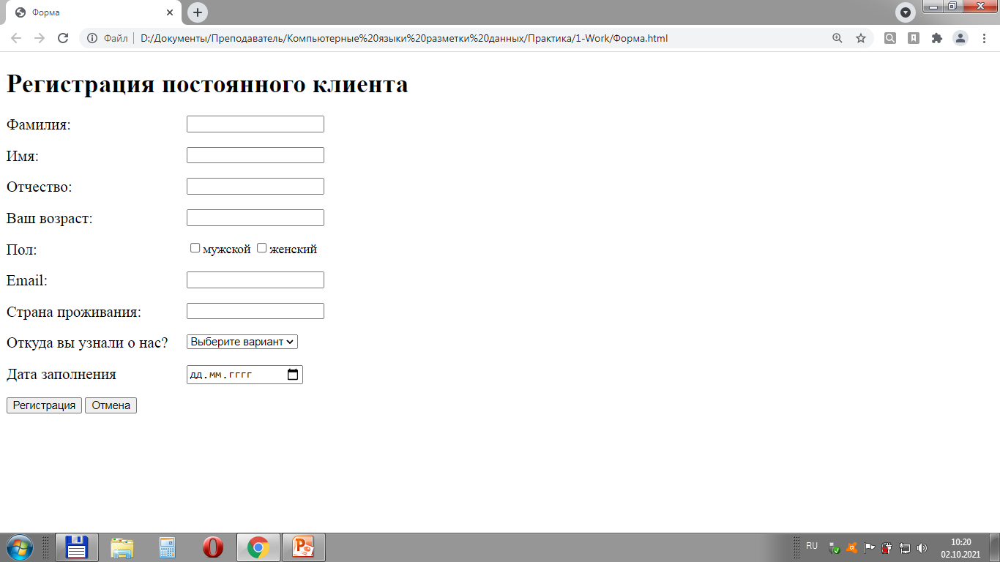 Форма
Файл | D:/Документы/Преподаватель/Компьютерные%20языки%20разметки%20данных/Практика/1-Work/Форма.html
Регистрация постоянного клиента
Фамилия:
Имя:
Отчество:
Ваш возраст:
Пол: мужской женский
Email:
Страна проживания:
Откуда вы узнали о нас? Выберите вариант
Дата заполнения дд.мм.гггг
Регистрация Отмена
RU 10:20
02.10.2021